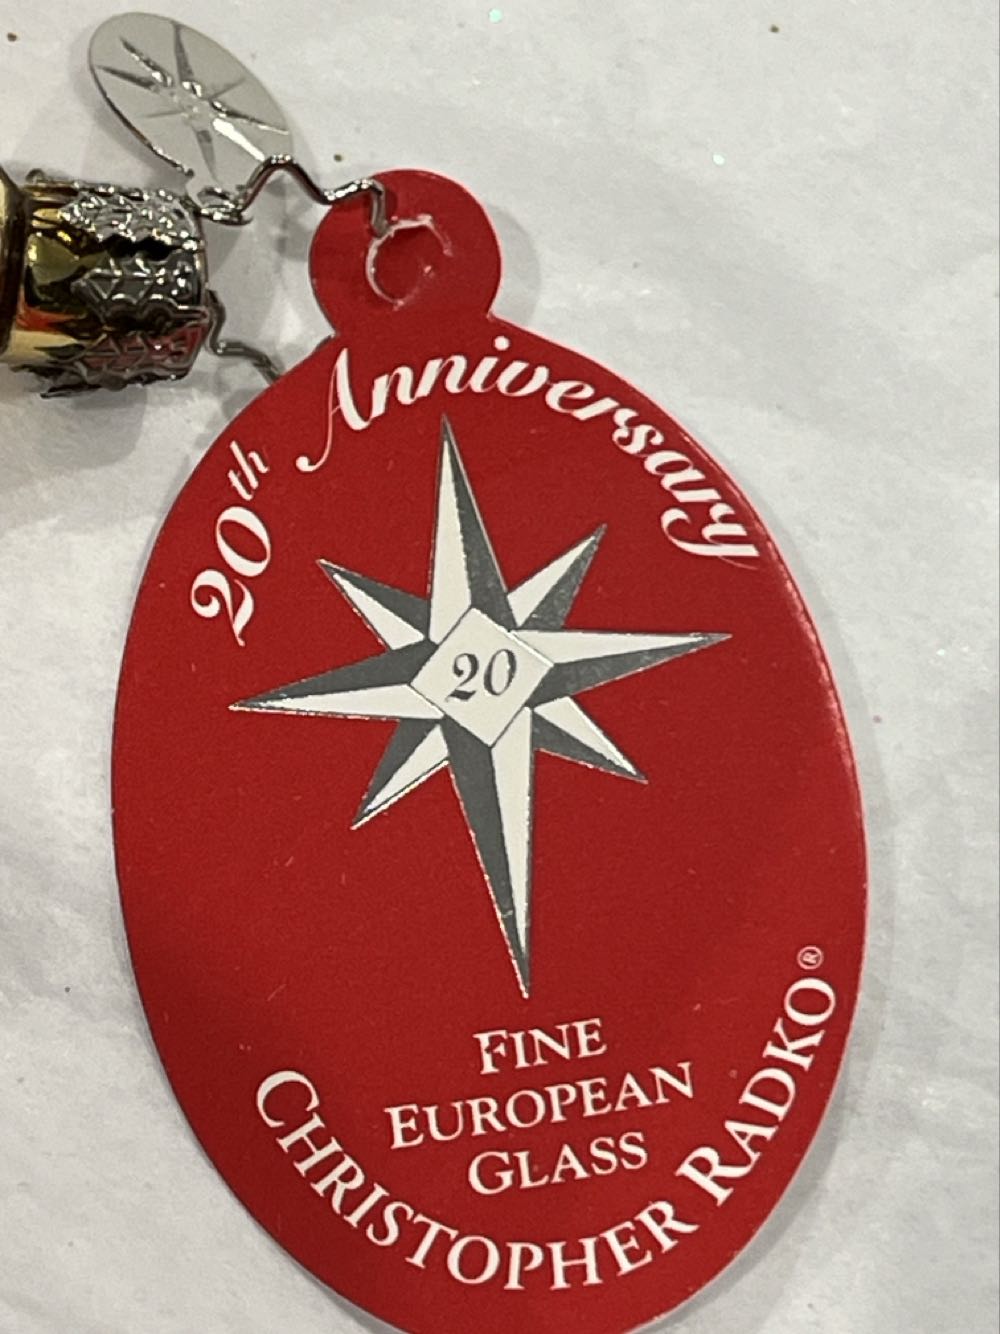 20th Anniversary
20
FINE
EUROPEAN
GLASS
CHRISTOPHER RADKO®